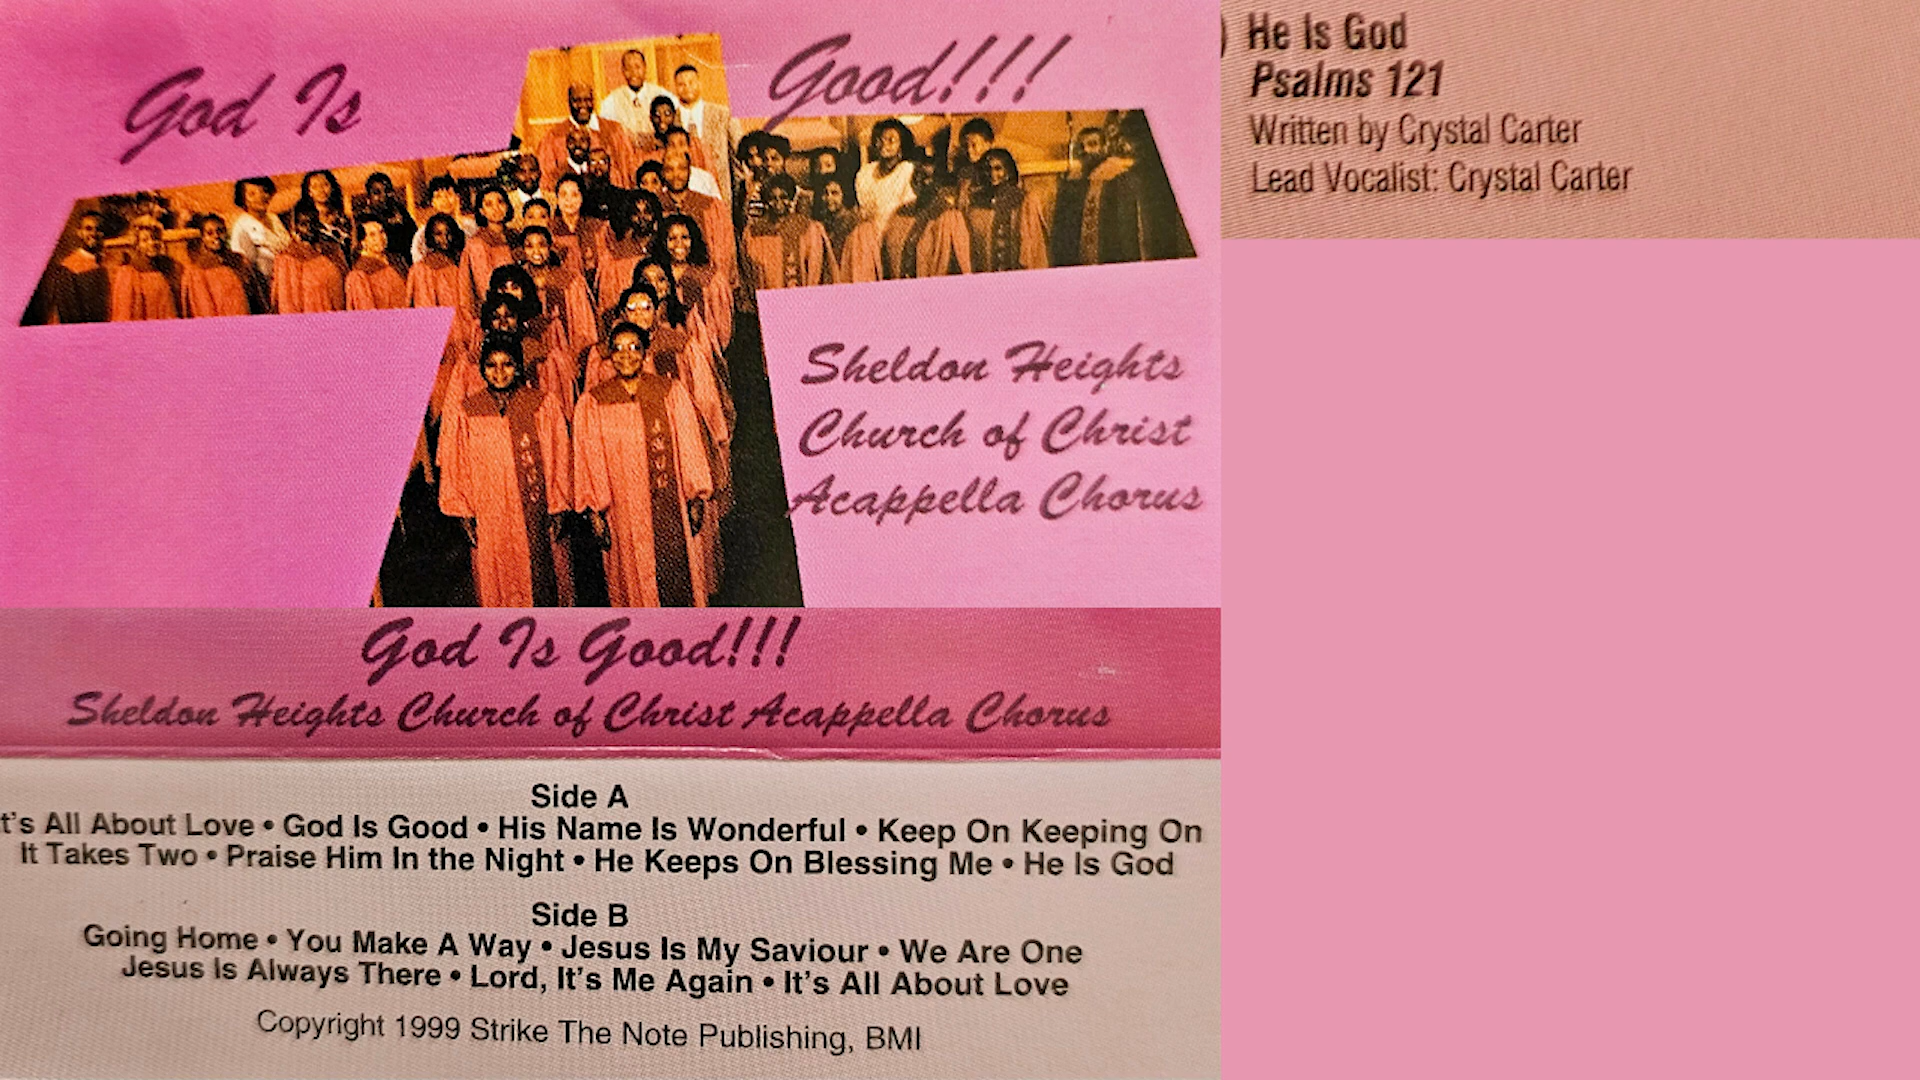 God Is Good!!!
Sheldon Heights
Church of Christ
Acappella Chorus
God Is Good!!!
Sheldon Heights Church of Christ Acappella Chorus
Side A
t's All About Love • God Is Good • His Name Is Wonderful • Keep On Keeping On
It Takes Two • Praise Him In the Night • He Keeps On Blessing Me • He Is God
Side B
Going Home • You Make A Way • Jesus Is My Saviour • We Are One
Jesus Is Always There • Lord, It's Me Again • It's All About Love
Copyright 1999 Strike The Note Publishing, BMI
) He Is God
Psalms 121
Written by Crystal Carter
Lead Vocalist: Crystal Carter